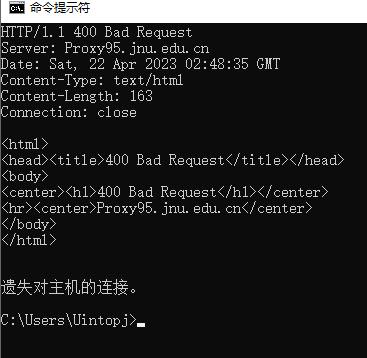 命令提示符
HTTP/1.1 400 Bad Request
Server: Proxy95.jnu.edu.cn
Date: Sat, 22 Apr 2023 02:48:35 GMT
Content-Type: text/html
Content-Length: 163
Connection: close
<html>
<head><title>400 Bad Request</title></head>
<body>
<center><h1>400 Bad Request</h1></center>
<hr><center>Proxy95.jnu.edu.cn</center>
</body>
</html>
遗失对主机的连接。
C:\Users\Uintopj>